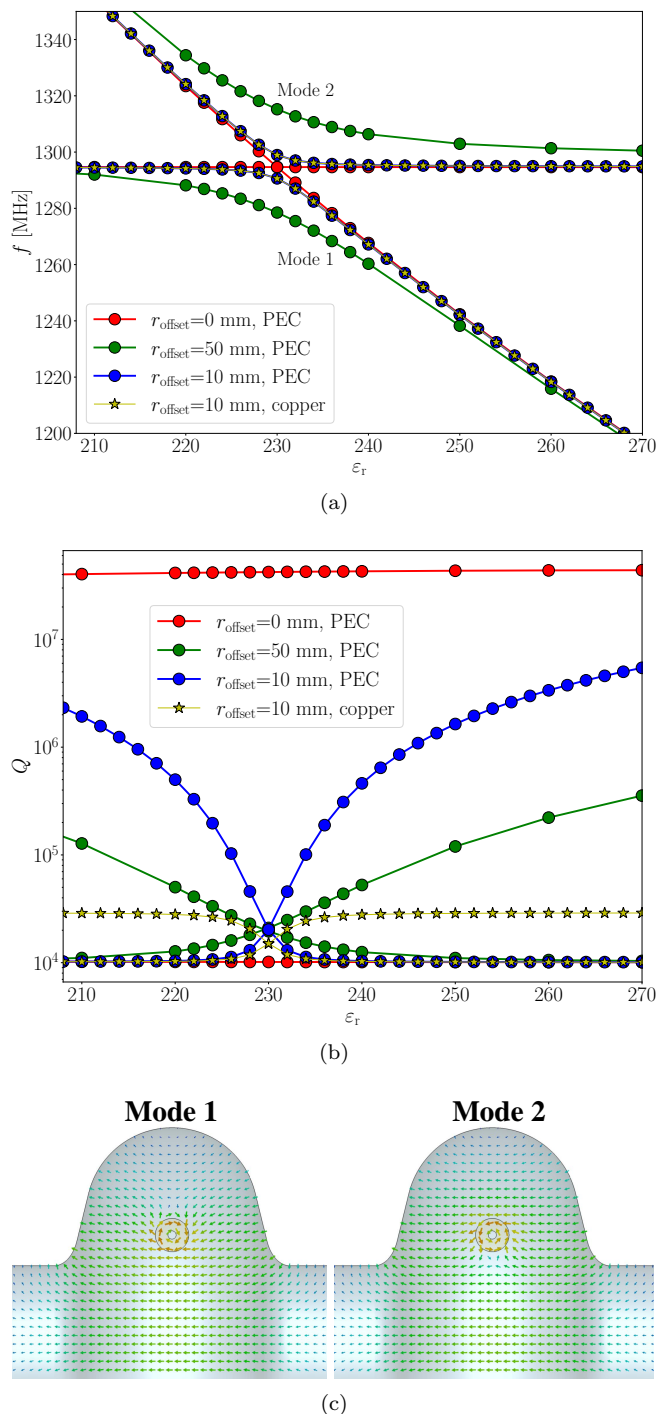 1340
1320
1300
1280
1260
1240
1220
1200
f [MHz]
Mode 2
Mode 1
r_offset=0 mm, PEC
r_offset=50 mm, PEC
r_offset=10 mm, PEC
r_offset=10 mm, copper
210 220 230 240 250 260 270
ε_r
(a)
10^7
10^6
10^5
10^4
Q
r_offset=0 mm, PEC
r_offset=50 mm, PEC
r_offset=10 mm, PEC
r_offset=10 mm, copper
210 220 230 240 250 260 270
ε_r
(b)
Mode 1 Mode 2
(c)